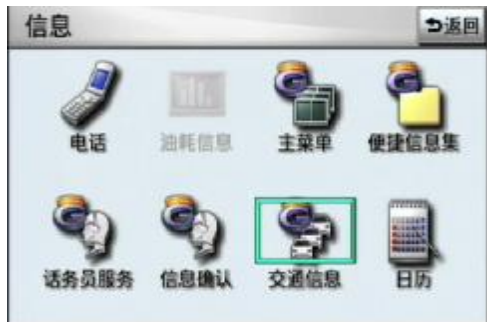 信息
返回
电话
油耗信息
主菜单
便捷信息集
话务员服务
信息确认
交通信息
日历